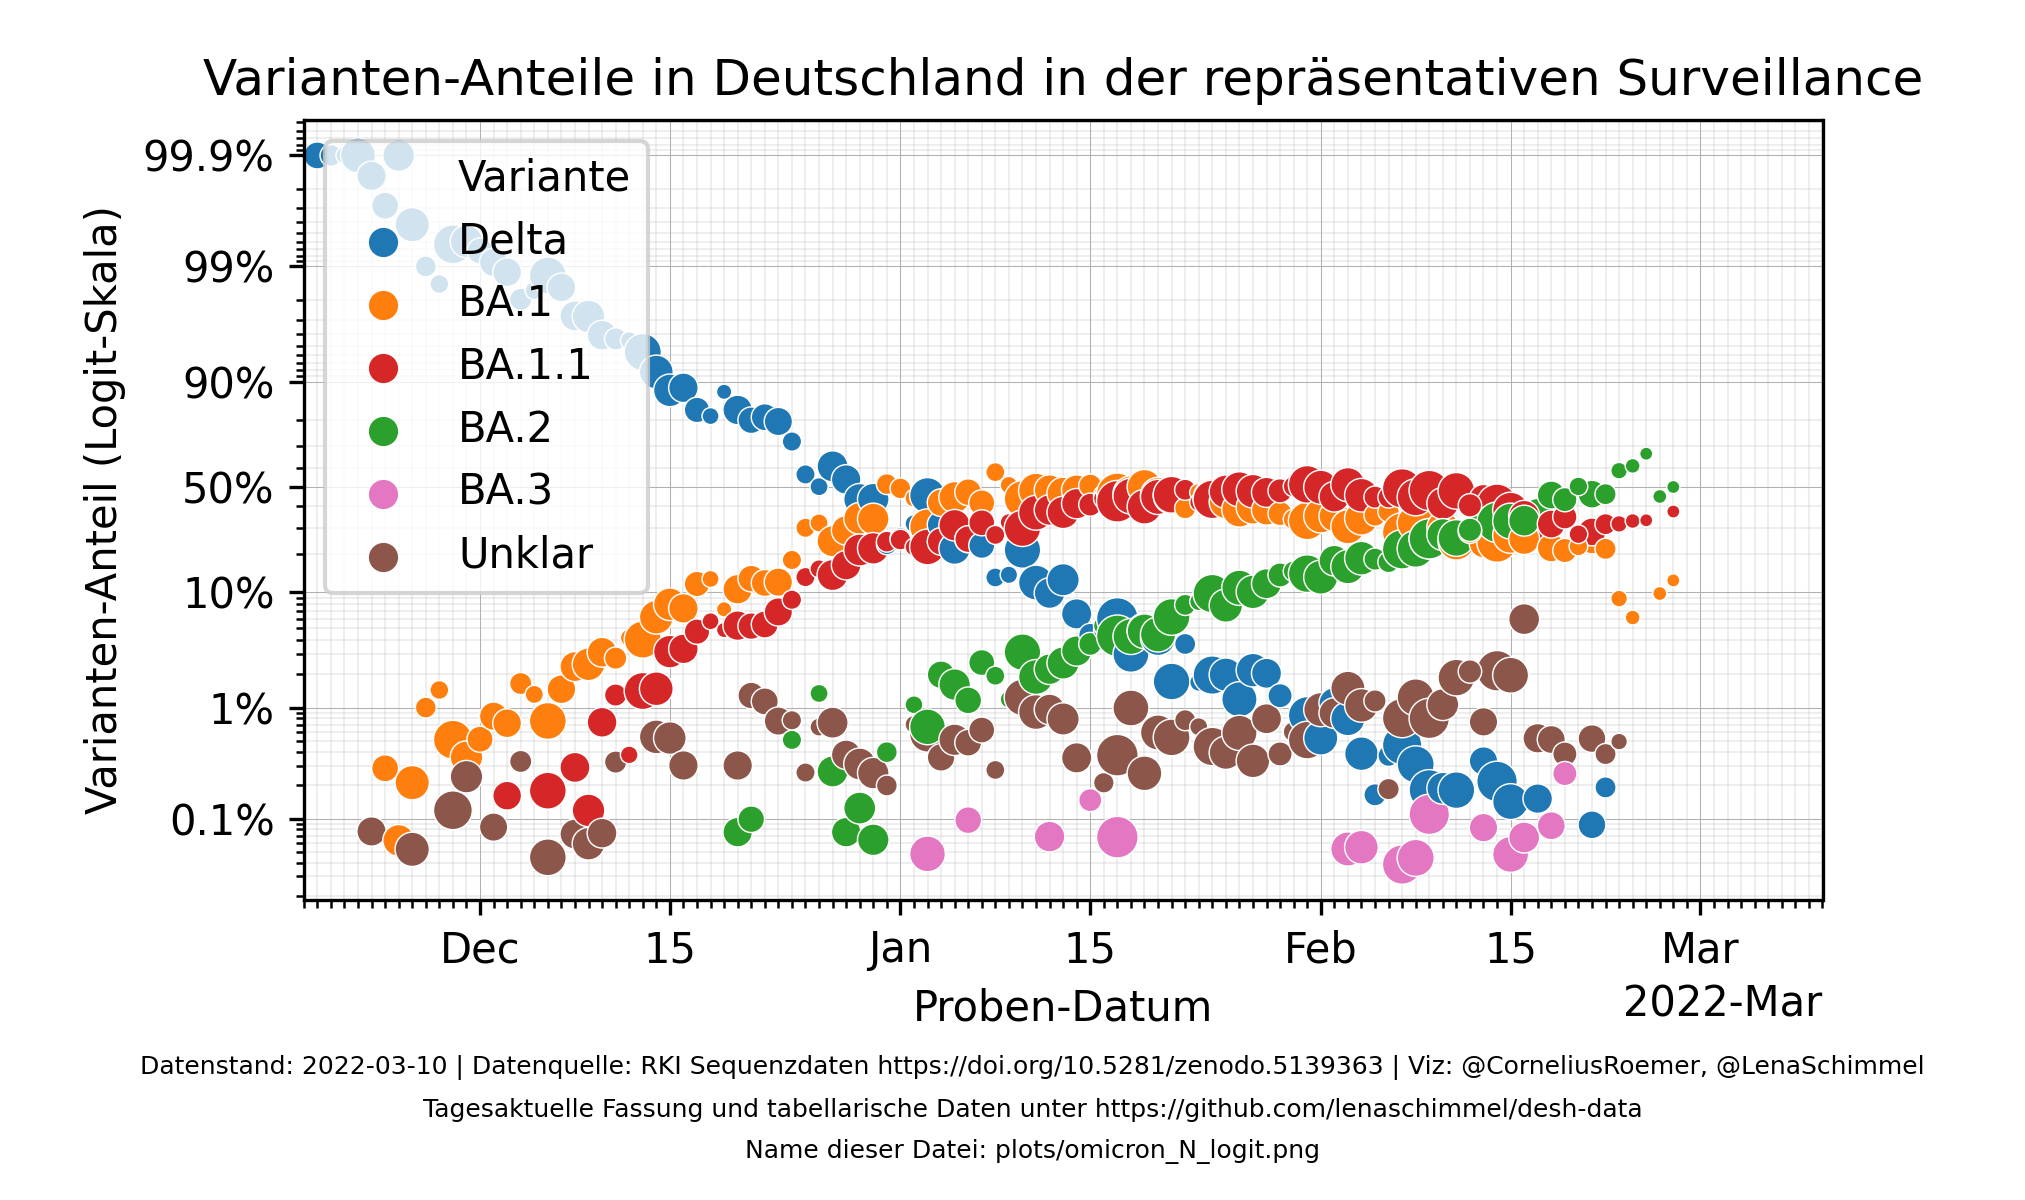 Varianten-Anteile in Deutschland in der repräsentativen Surveillance
Varianten-Anteil (Logit-Skala)
99.9%
99%
90%
50%
10%
1%
0.1%
Variante
Delta
BA.1
BA.1.1
BA.2
BA.3
Unklar
Dec 15 Jan 15 Feb 15 Mar
Proben-Datum
2022-Mar
Datenstand: 2022-03-10 | Datenquelle: RKI Sequenzdaten https://doi.org/10.5281/zenodo.5139363 | Viz: @CorneliusRoemer, @LenaSchimmel
Tagesaktuelle Fassung und tabellarische Daten unter https://github.com/lenaschimmel/desh-data
Name dieser Datei: plots/omicron_N_logit.png